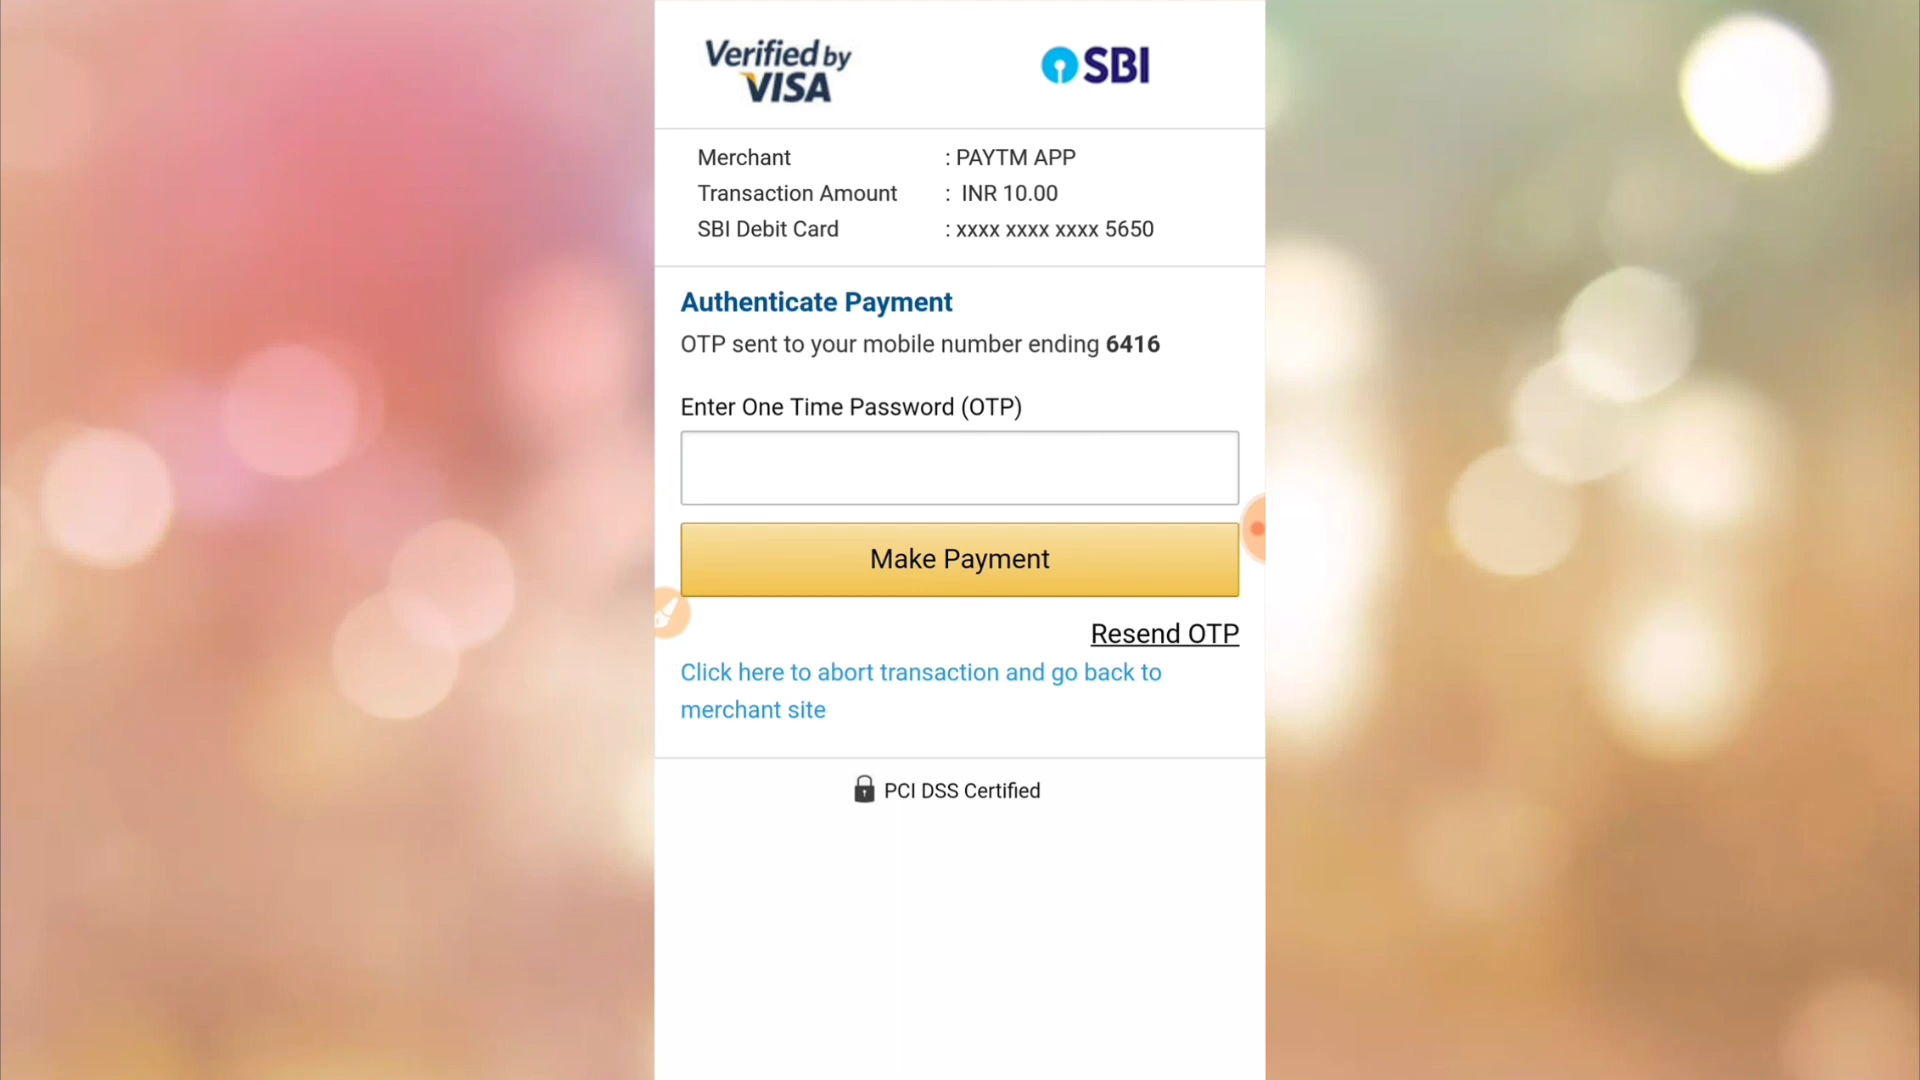 Verified by
VISA
SBI
Merchant : PAYTM APP
Transaction Amount : INR 10.00
SBI Debit Card : xxxx xxxx xxxx 5650
Authenticate Payment
OTP sent to your mobile number ending 6416
Enter One Time Password (OTP)
Make Payment
Resend OTP
Click here to abort transaction and go back to
merchant site
PCI DSS Certified